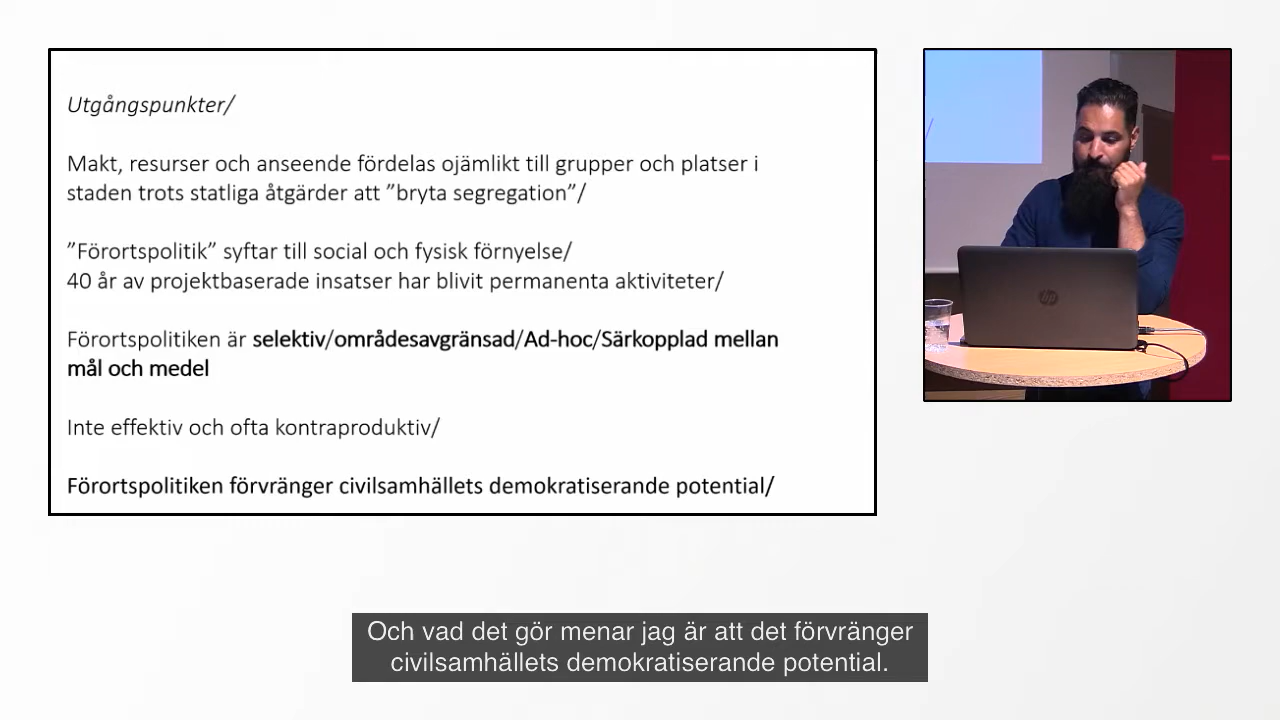 Utgångspunkter/
Makt, resurser och anseende fördelas ojämlikt till grupper och platser i
staden trots statliga åtgärder att ”bryta segregation”/
”Förortspolitik” syftar till social och fysisk förnyelse/
40 år av projektbaserade insatser har blivit permanenta aktiviteter/
Förortspolitiken är selektiv/områdesavgränsad/Ad-hoc/Särkopplad mellan
mål och medel
Inte effektiv och ofta kontraproduktiv/
Förortspolitiken förvränger civilsamhällets demokratiserande potential/
hp
Och vad det gör menar jag är att det förvränger
civilsamhällets demokratiserande potential.